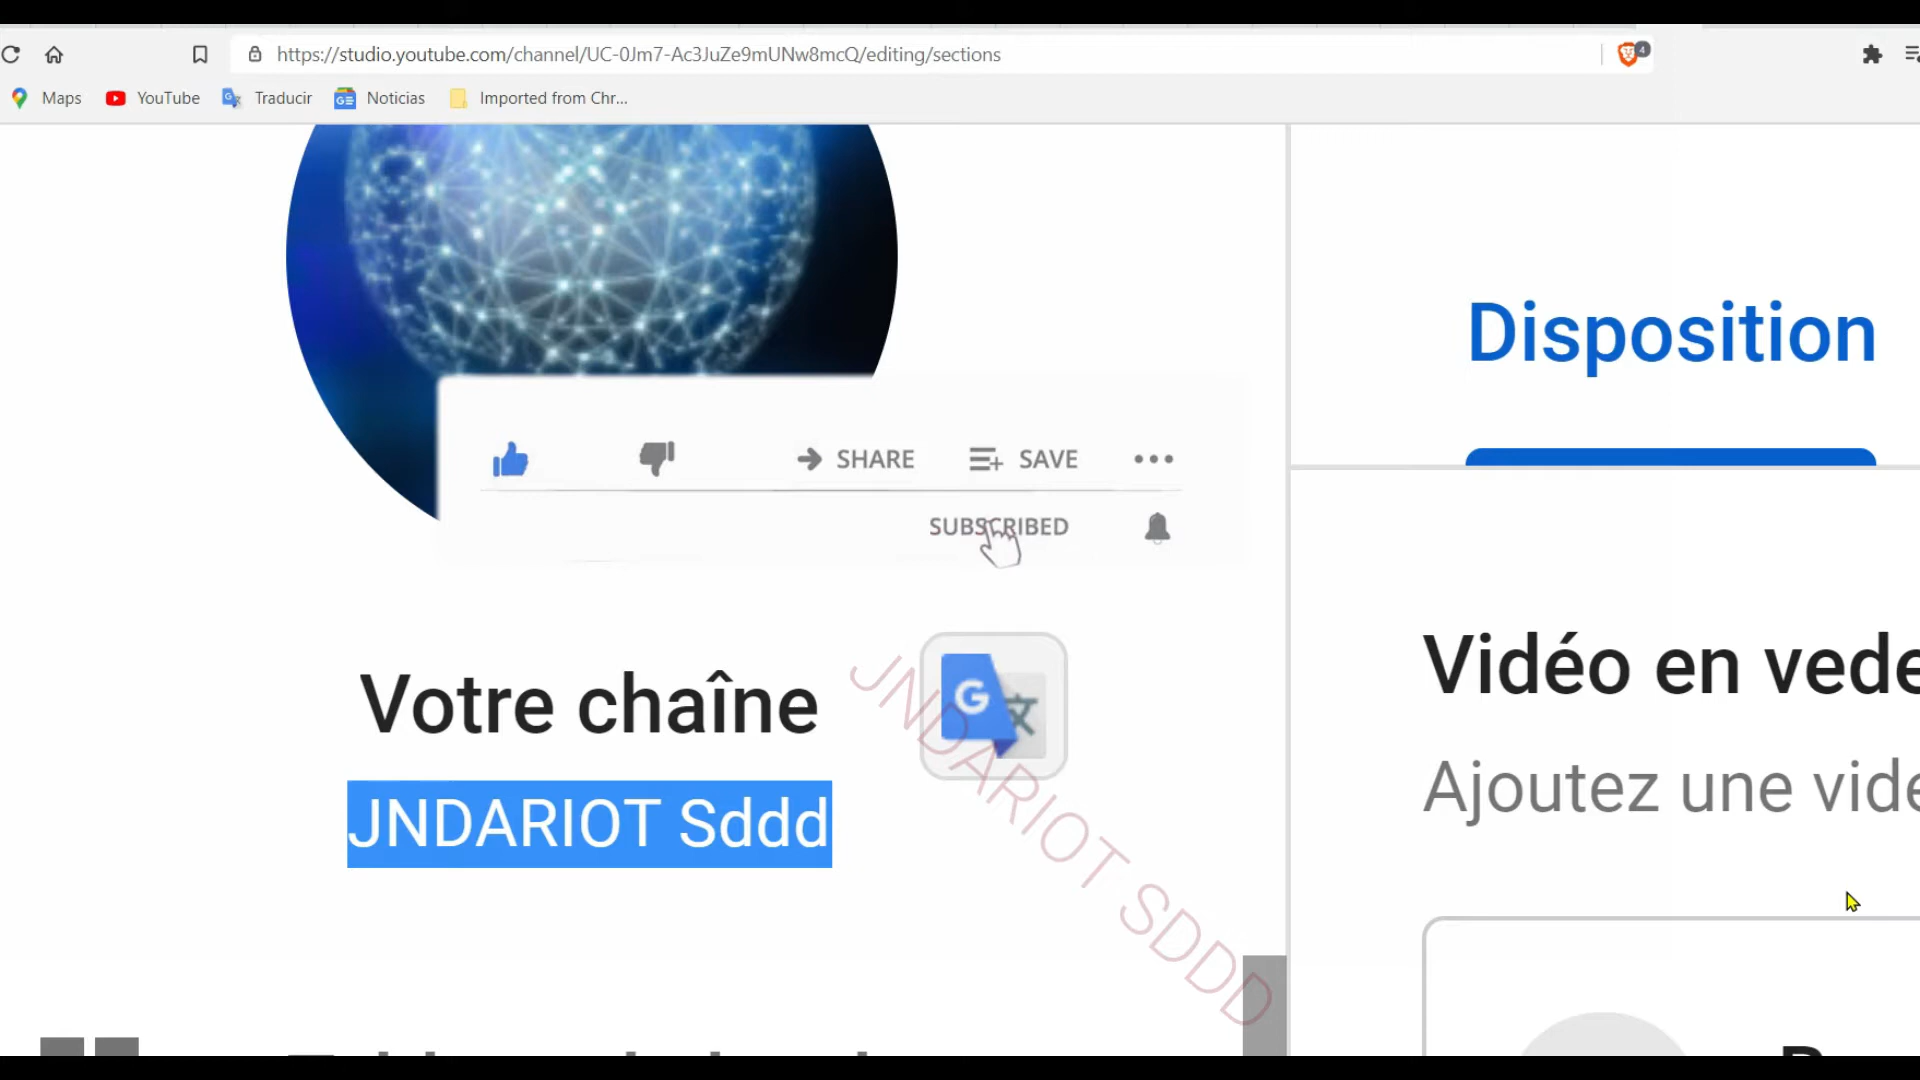 https://studio.youtube.com/channel/UC-0Jm7-Ac3JuZe9mUNw8mcQ/editing/sections
4
Maps YouTube Traducir Noticias Imported from Chr...
Disposition
SHARE SAVE
SUBSCRIBED
Votre chaîne
JNDARIOT Sddd
JNDARIOT SDDD
Vidéo en vede
Ajoutez une vide